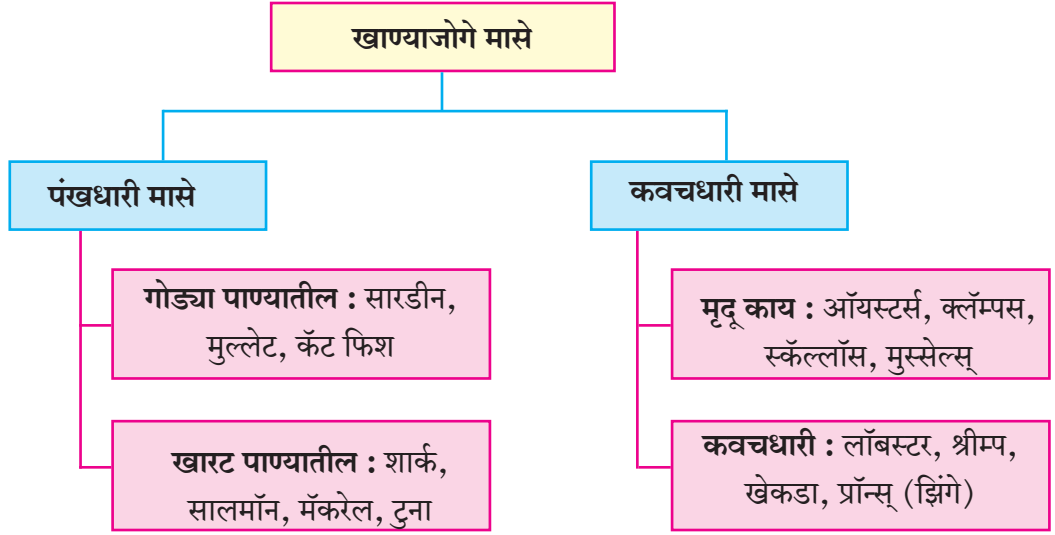 खाण्याजोगे मासे
पंखधारी मासे
गोड्या पाण्यातील : सारडीन,
मुल्लेट, कॅट फिश
खारट पाण्यातील : शार्क,
सालमॉन, मॅकरेल, टुना
कवचधारी मासे
मृदू काय : ऑयस्टर्स, क्लॅम्पस,
स्कॅल्लॉस, मुस्सेल्स्
कवचधारी : लॉबस्टर, श्रीम्प,
खेकडा, प्रॉन्स् (झिंगे)